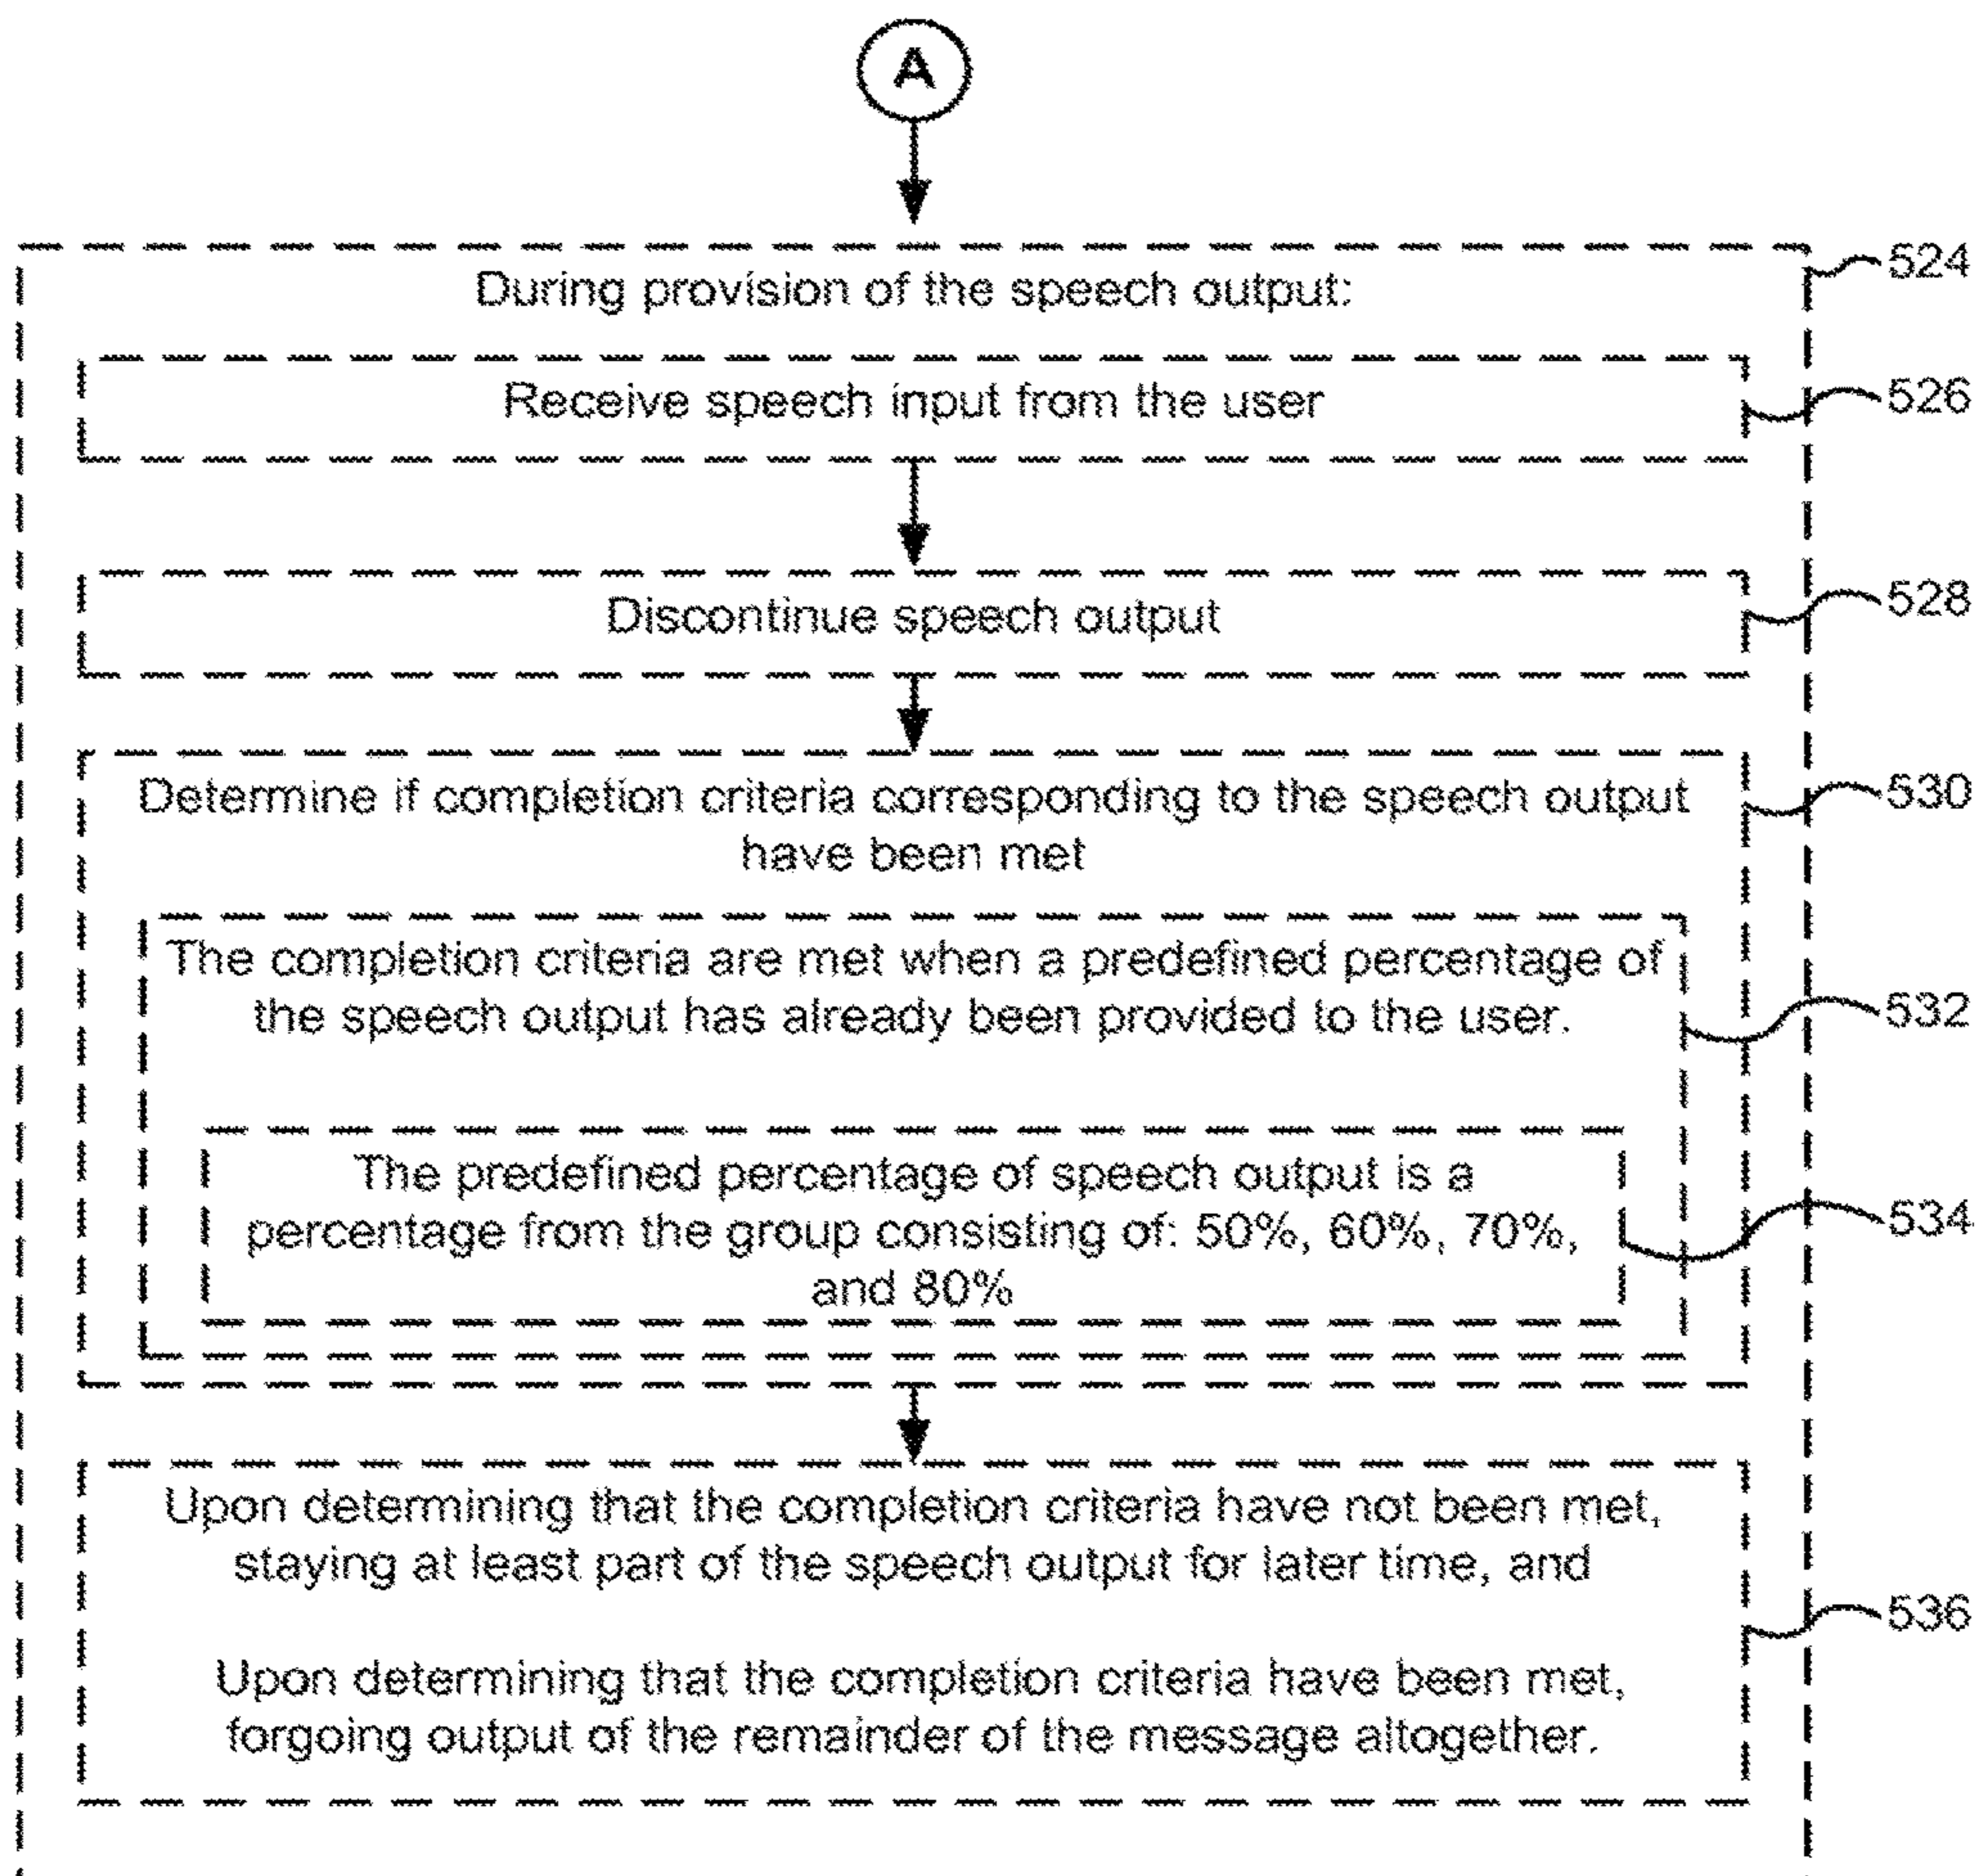 A
524
During provision of the speech output:
Receive speech input from the user
526
Discontinue speech output
528
Determine if completion criteria corresponding to the speech output
have been met
530
The completion criteria are met when a predefined percentage of
the speech output has already been provided to the user.
532
The predefined percentage of speech output is a
percentage from the group consisting of: 50%, 60%, 70%,
and 80%
534
Upon determining that the completion criteria have not been met,
staying at least part of the speech output for later time, and
536
Upon determining that the completion criteria have been met,
forgoing output of the remainder of the message altogether.